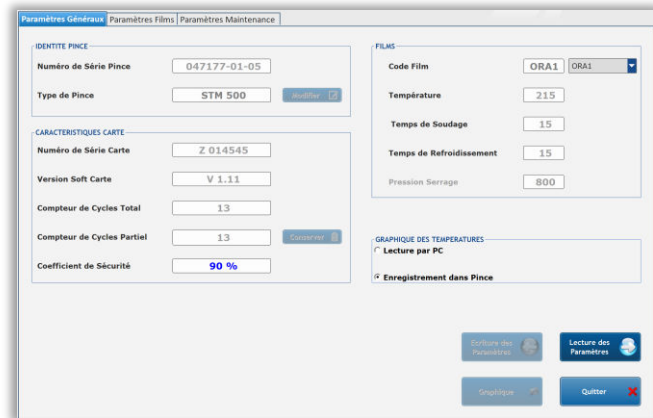 Paramètres Généraux Paramètres Films Paramètres Maintenance
IDENTITE PINCE
Numéro de Série Pince 047177-01-05
Type de Pince STM 500 Modifier
CARACTERISTIQUES CARTE
Numéro de Série Carte Z 014545
Version Soft Carte V 1.11
Compteur de Cycles Total 13
Compteur de Cycles Partiel 13 Conserver
Coefficient de Sécurité 90 %
FILMS
Code Film ORA1 ORA1
Température 215
Temps de Soudage 15
Temps de Refroidissement 15
Pression Serrage 800
GRAPHIQUE DES TEMPERATURES
Lecture par PC
Enregistrement dans Pince
Ecriture des
Paramètres
Lecture des
Paramètres
Graphique
Quitter